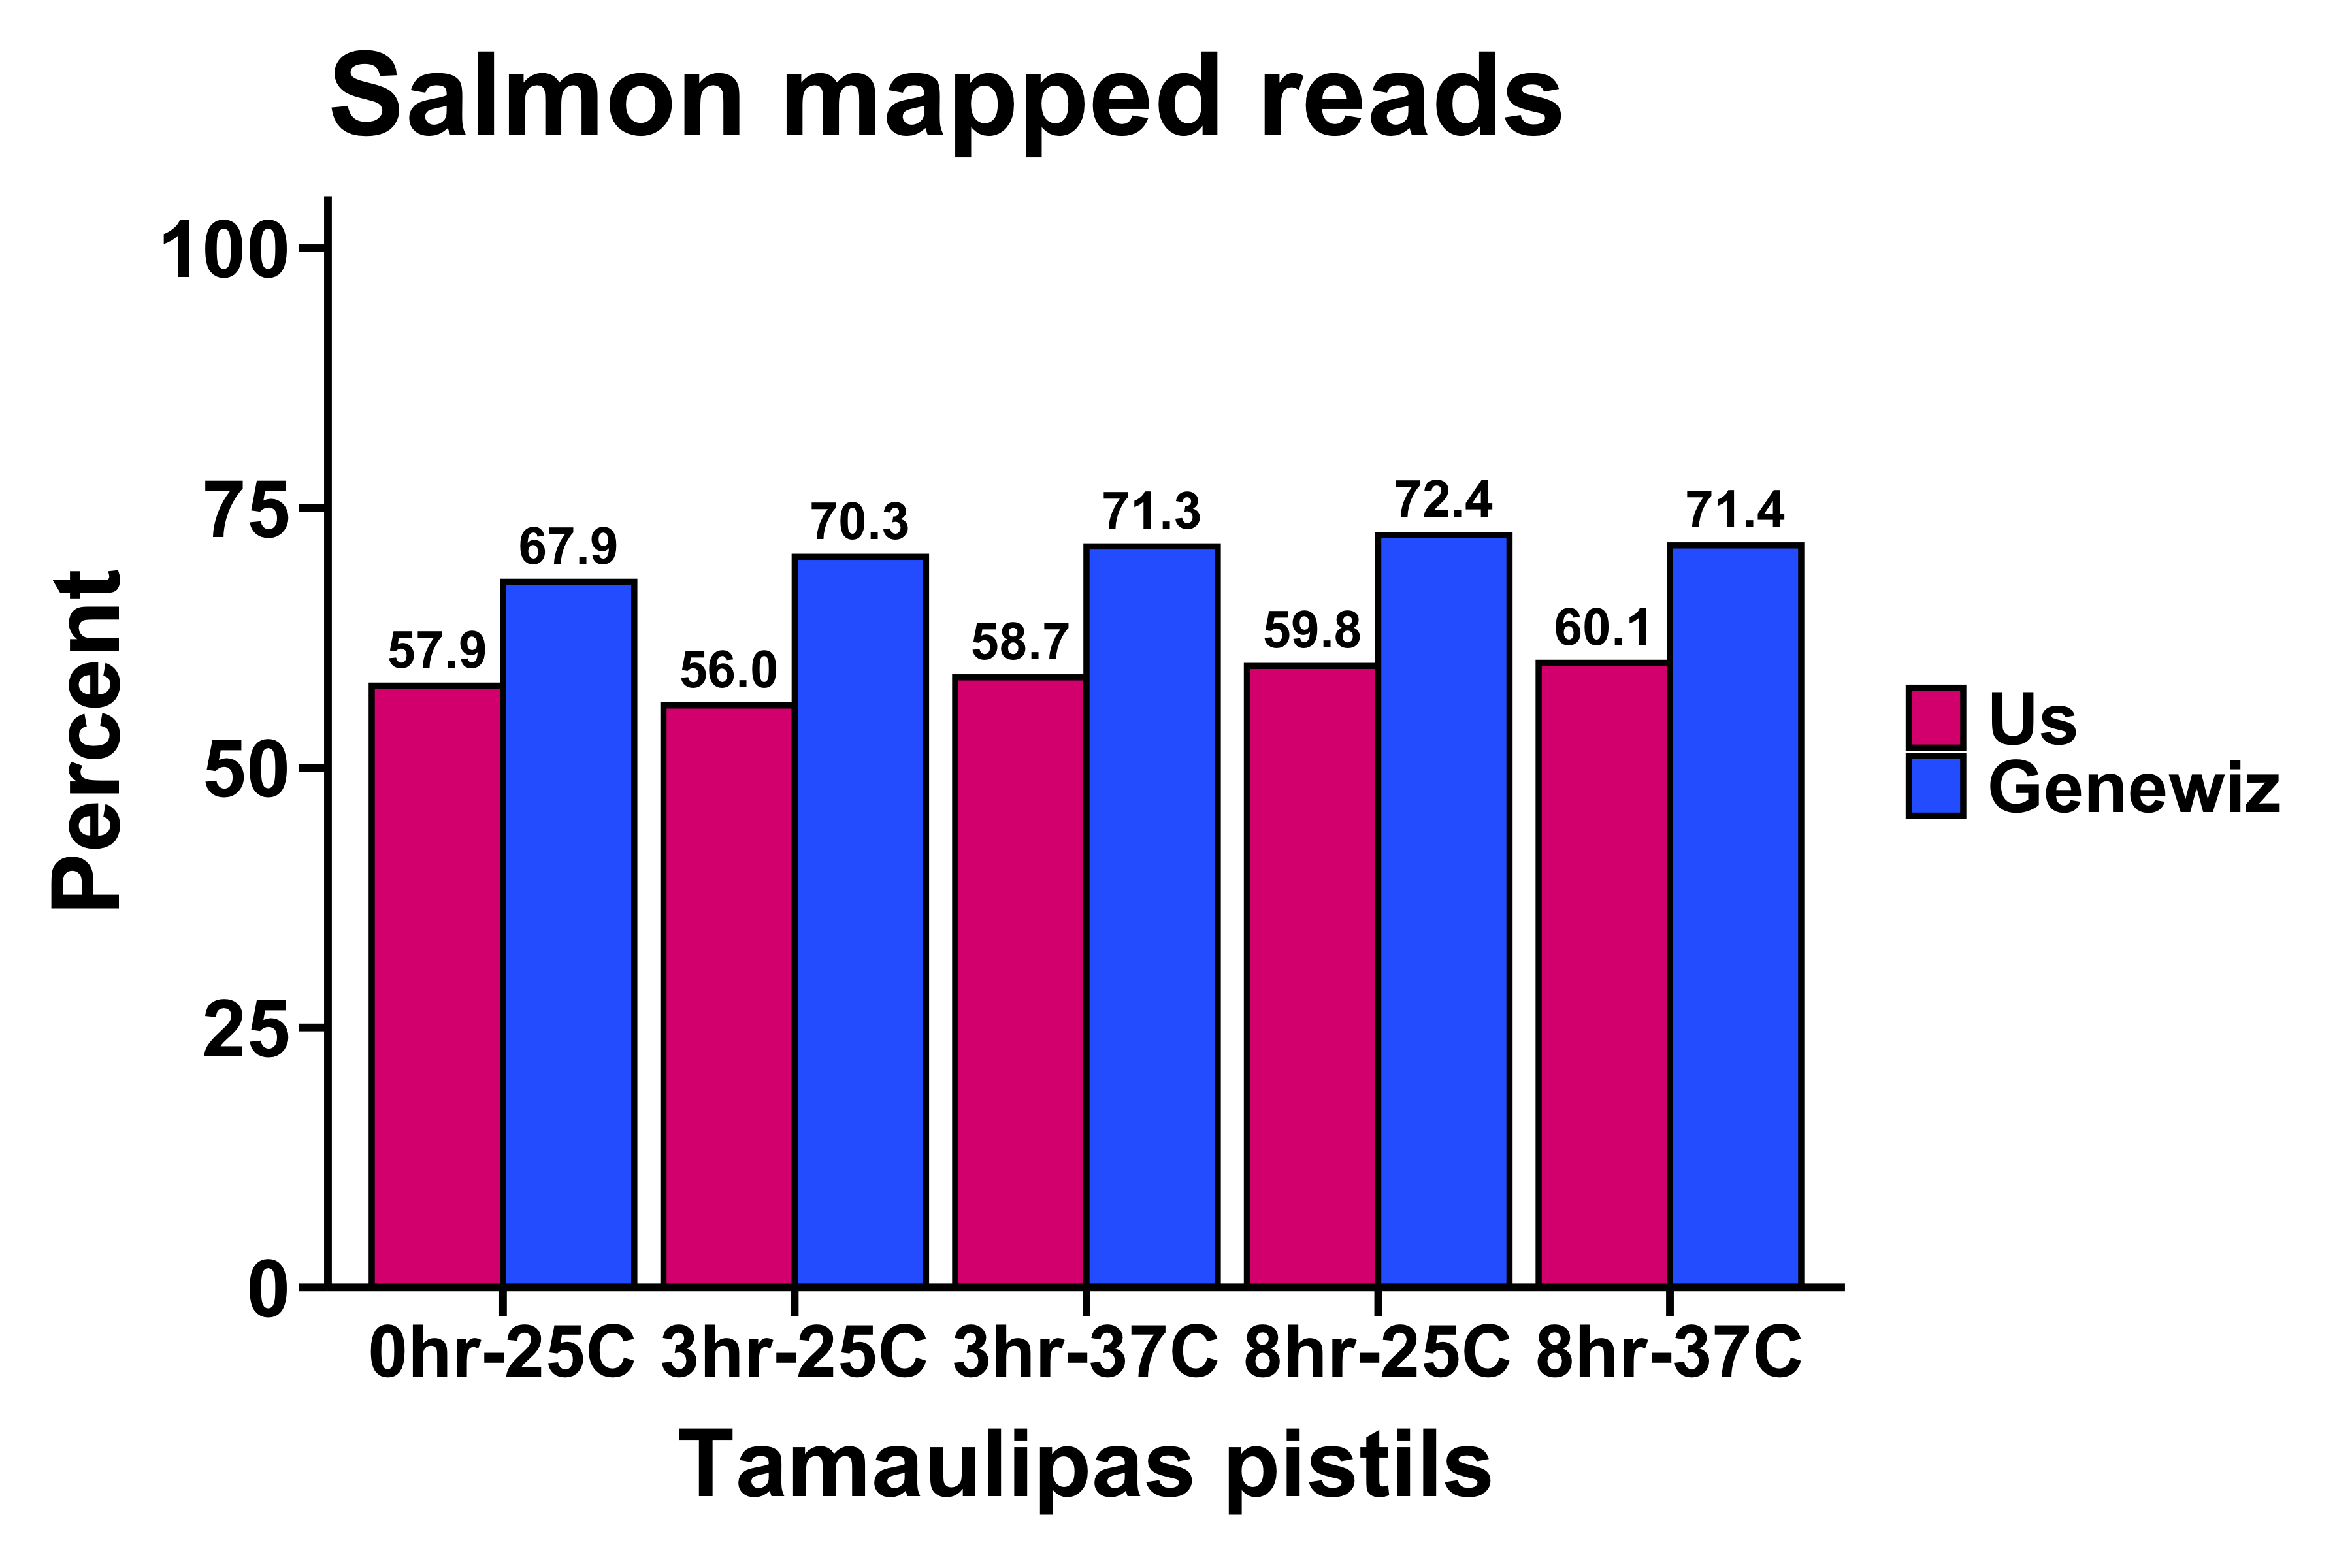 Salmon mapped reads
100
75
50
25
0
Percent
57.9
67.9
56.0
70.3
58.7
71.3
59.8
72.4
60.1
71.4
0hr-25C 3hr-25C 3hr-37C 8hr-25C 8hr-37C
Tamaulipas pistils
Us
Genewiz